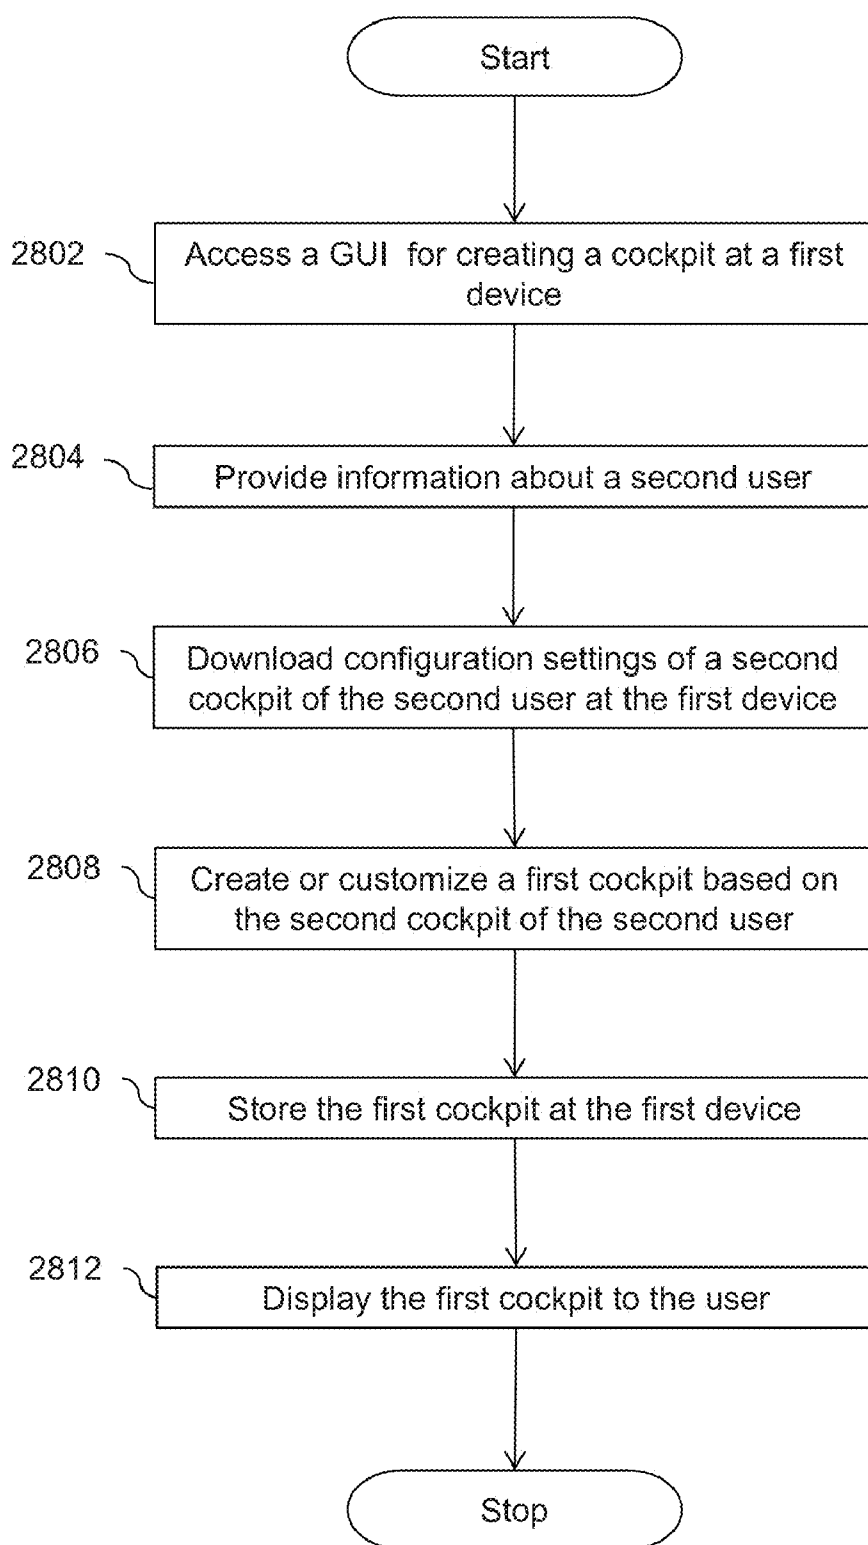 Start
2802
Access a GUI for creating a cockpit at a first
device
2804
Provide information about a second user
2806
Download configuration settings of a second
cockpit of the second user at the first device
2808
Create or customize a first cockpit based on
the second cockpit of the second user
2810
Store the first cockpit at the first device
2812
Display the first cockpit to the user
Stop